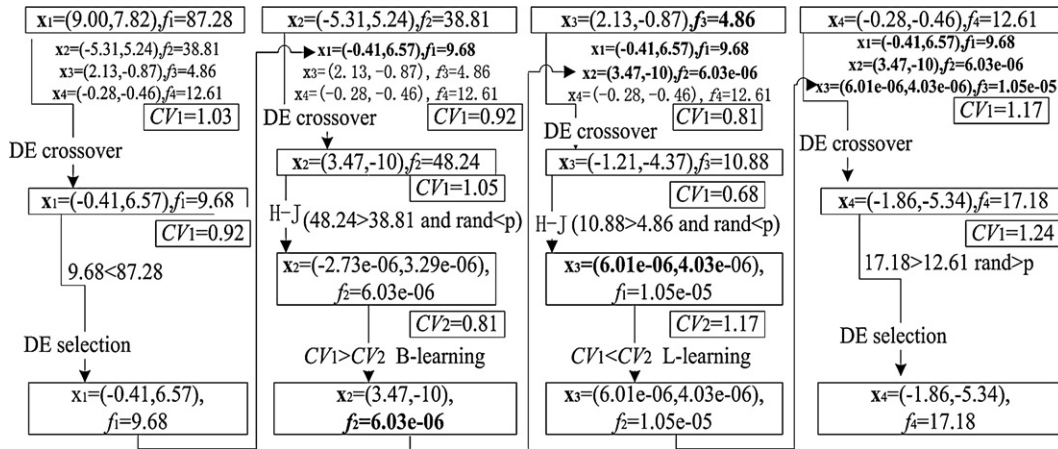 x1=(9.00,7.82),f1=87.28
x2=(-5.31,5.24),f2=38.81
x3=(2.13,-0.87),f3=4.86
x4=(-0.28,-0.46),f4=12.61
CV1=1.03
DE crossover
x1=(-0.41,6.57),f1=9.68
CV1=0.92
9.68<87.28
DE selection
x1=(-0.41,6.57),
f1=9.68
x2=(-5.31,5.24),f2=38.81
x1=(-0.41,6.57),f1=9.68
x3=(2.13,-0.87), f3=4.86
x4=(-0.28,-0.46), f4=12.61
CV1=0.92
DE crossover
x2=(3.47,-10),f2=48.24
CV1=1.05
H-J (48.24>38.81 and rand<p)
x2=(-2.73e-06,3.29e-06),
f2=6.03e-06
CV2=0.81
CV1>CV2 B-learning
x2=(3.47,-10),
f2=6.03e-06
x3=(2.13,-0.87),f3=4.86
x1=(-0.41,6.57),f1=9.68
x2=(3.47,-10),f2=6.03e-06
x4=(-0.28,-0.46), f4=12.61
CV1=0.81
DE crossover
x3=(-1.21,-4.37),f3=10.88
CV1=0.68
H-J (10.88>4.86 and rand<p)
x3=(6.01e-06,4.03e-06),
f1=1.05e-05
CV2=1.17
CV1<CV2 L-learning
x3=(6.01e-06,4.03e-06),
f2=1.05e-05
x4=(-0.28,-0.46),f4=12.61
x1=(-0.41,6.57),f1=9.68
x2=(3.47,-10),f2=6.03e-06
x3=(6.01e-06,4.03e-06),f3=1.05e-05
CV1=1.17
DE crossover
x4=(-1.86,-5.34),f4=17.18
CV1=1.24
17.18>12.61 rand>p
DE selection
x4=(-1.86,-5.34),
f4=17.18